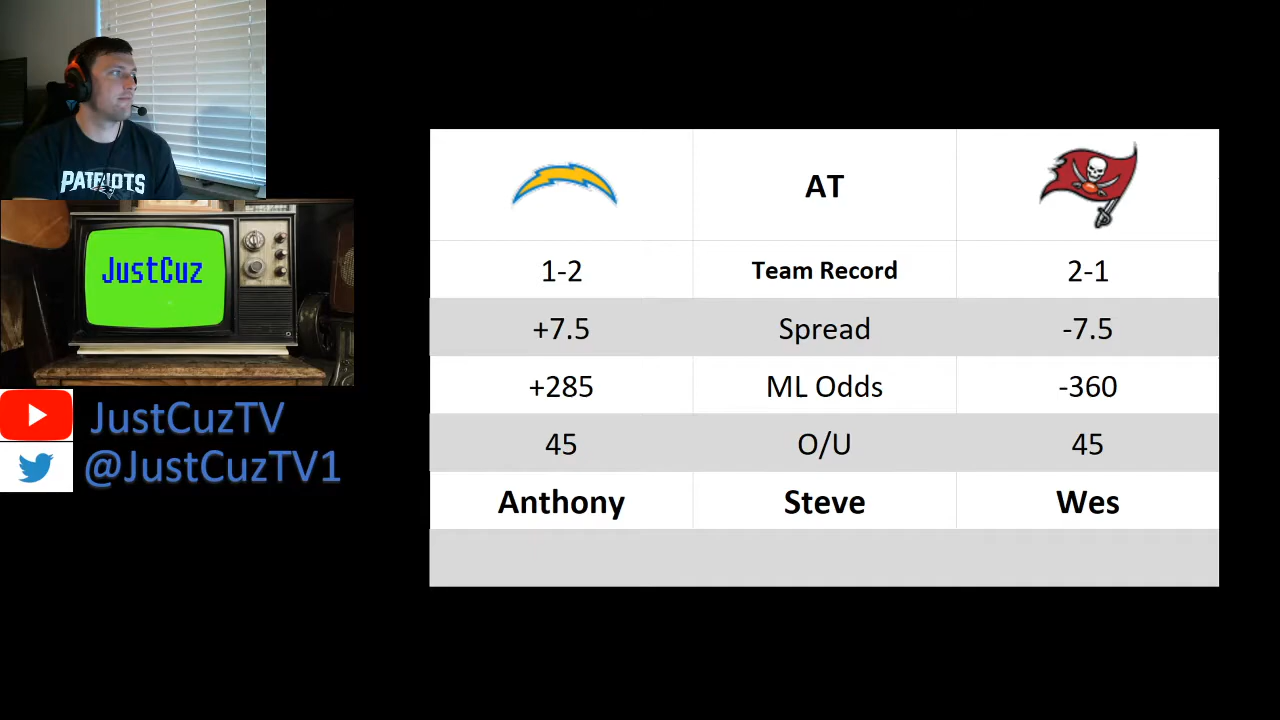 PATRIOTS
JustCuz
JustCuzTV
@JustCuzTV1
AT
1-2 Team Record 2-1
+7.5 Spread -7.5
+285 ML Odds -360
45 O/U 45
Anthony Steve Wes